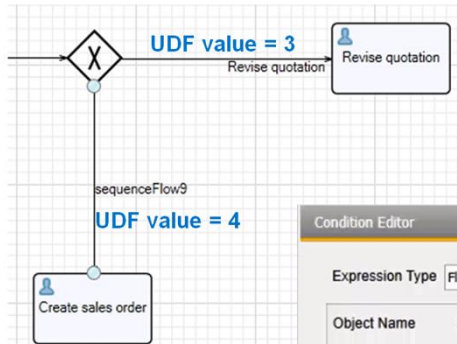 UDF value = 3
Revise quotation
Revise quotation
sequenceFlow9
UDF value = 4
Create sales order
Condition Editor
Expression Type
Object Name